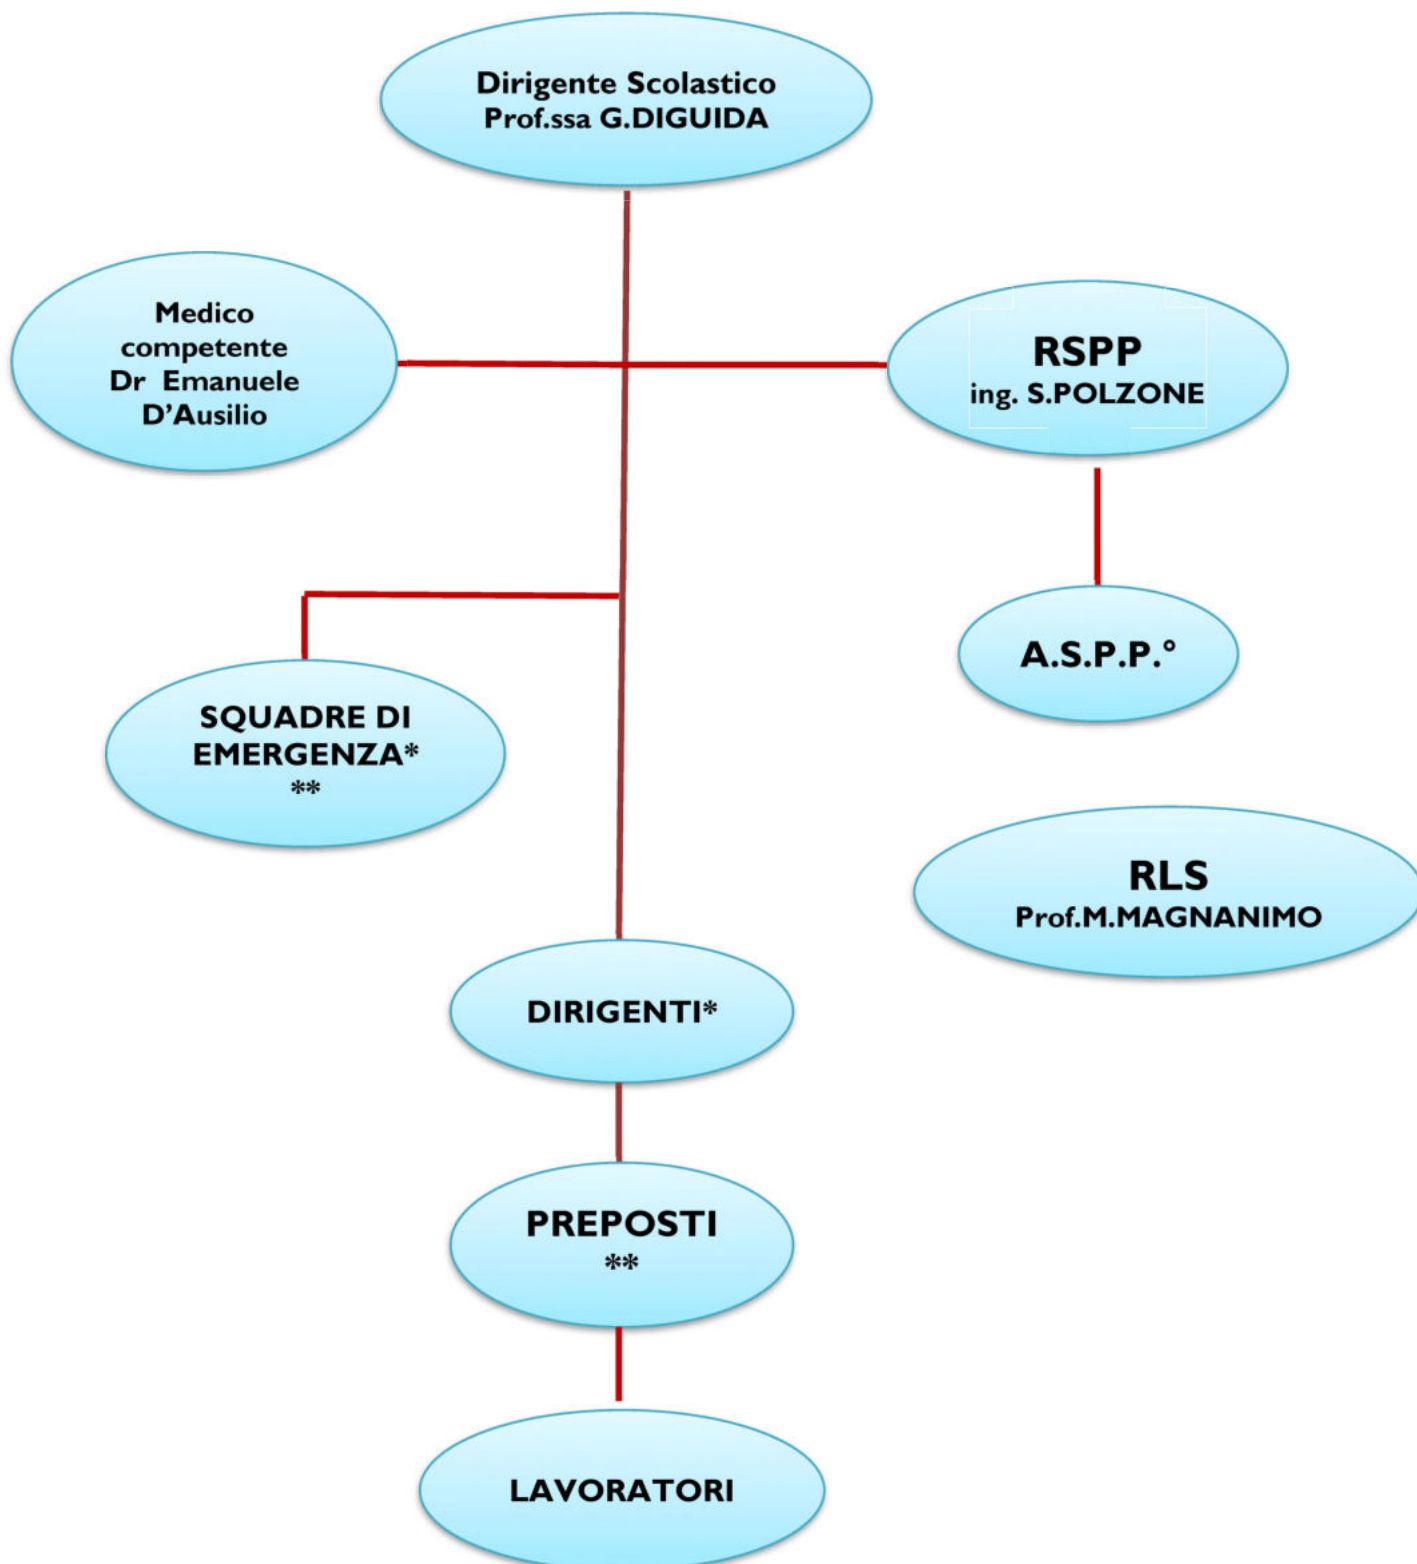 Dirigente Scolastico
Prof.ssa G.DIGUIDA
Medico
competente
Dr Emanuele
D’Ausilio
RSPP
ing. S.POLZONE
A.S.P.P.°
SQUADRE DI
EMERGENZA*
**
RLS
Prof.M.MAGNANIMO
DIRIGENTI*
PREPOSTI
**
LAVORATORI